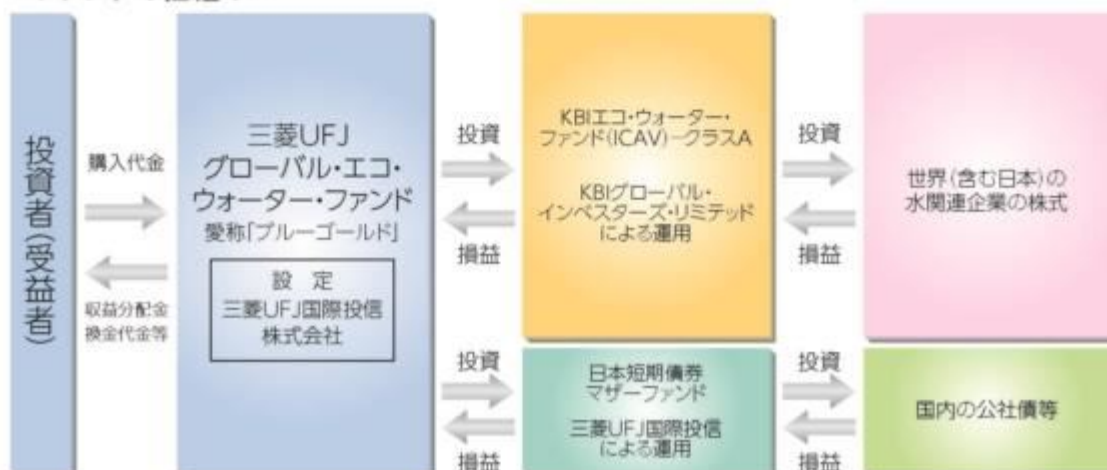 投資者(受益者)
購入代金
収益分配金
換金代金等
三菱UFJ
グローバル・エコ・
ウォーター・ファンド
愛称「ブルーゴールド」
設 定
三菱UFJ国際投信
株式会社
投資
損益
KBIエコ・ウォーター・
ファンド(ICAV)-クラスA
KBIグローバル・
インベスターズ・リミテッド
による運用
投資
損益
世界(含む日本)の
水関連企業の株式
投資
損益
日本短期債券
マザーファンド
三菱UFJ国際投信
による運用
投資
損益
国内の公社債等